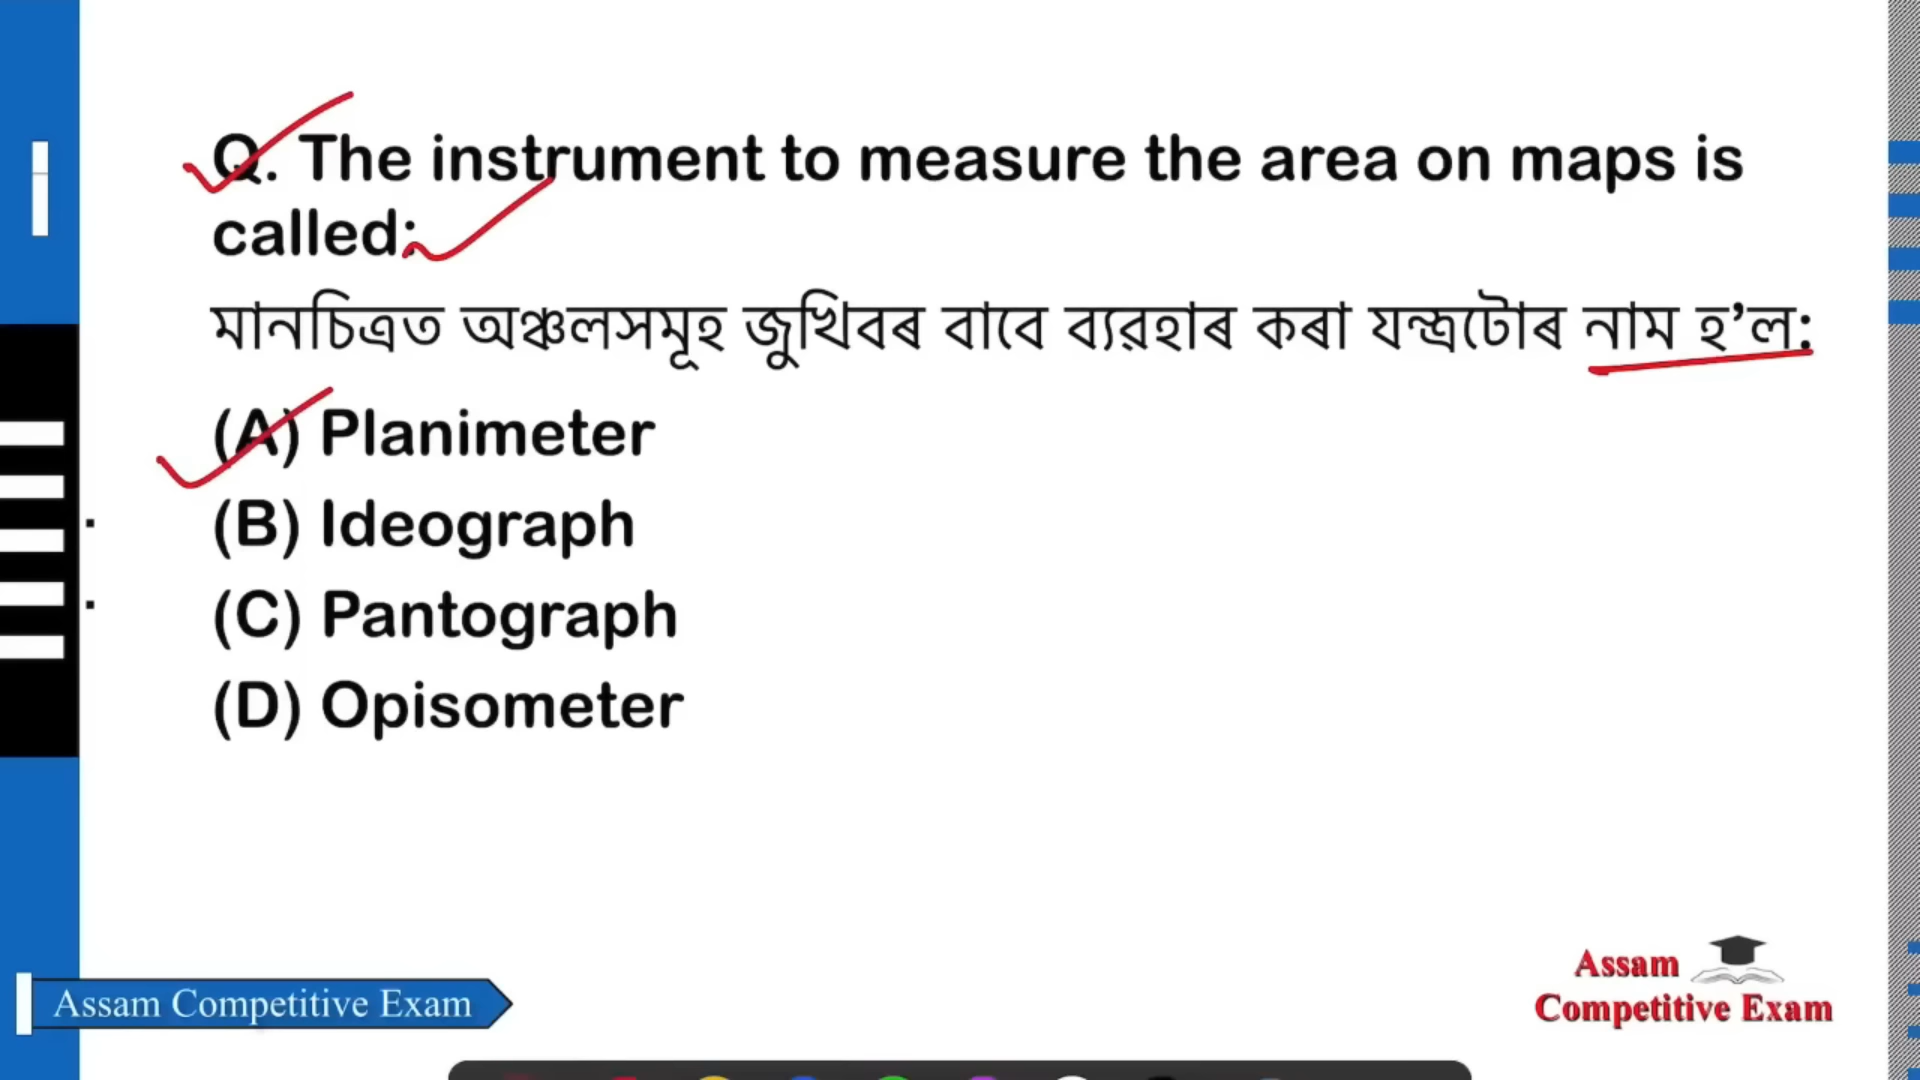 Q. The instrument to measure the area on maps is
called:
মানচিত্ৰত অঞ্চলসমূহ জুখিবৰ বাবে ব্যৱহাৰ কৰা যন্ত্ৰটোৰ নাম হ’ল:
(A) Planimeter
(B) Ideograph
(C) Pantograph
(D) Opisometer
Assam Competitive Exam
Assam
Competitive Exam